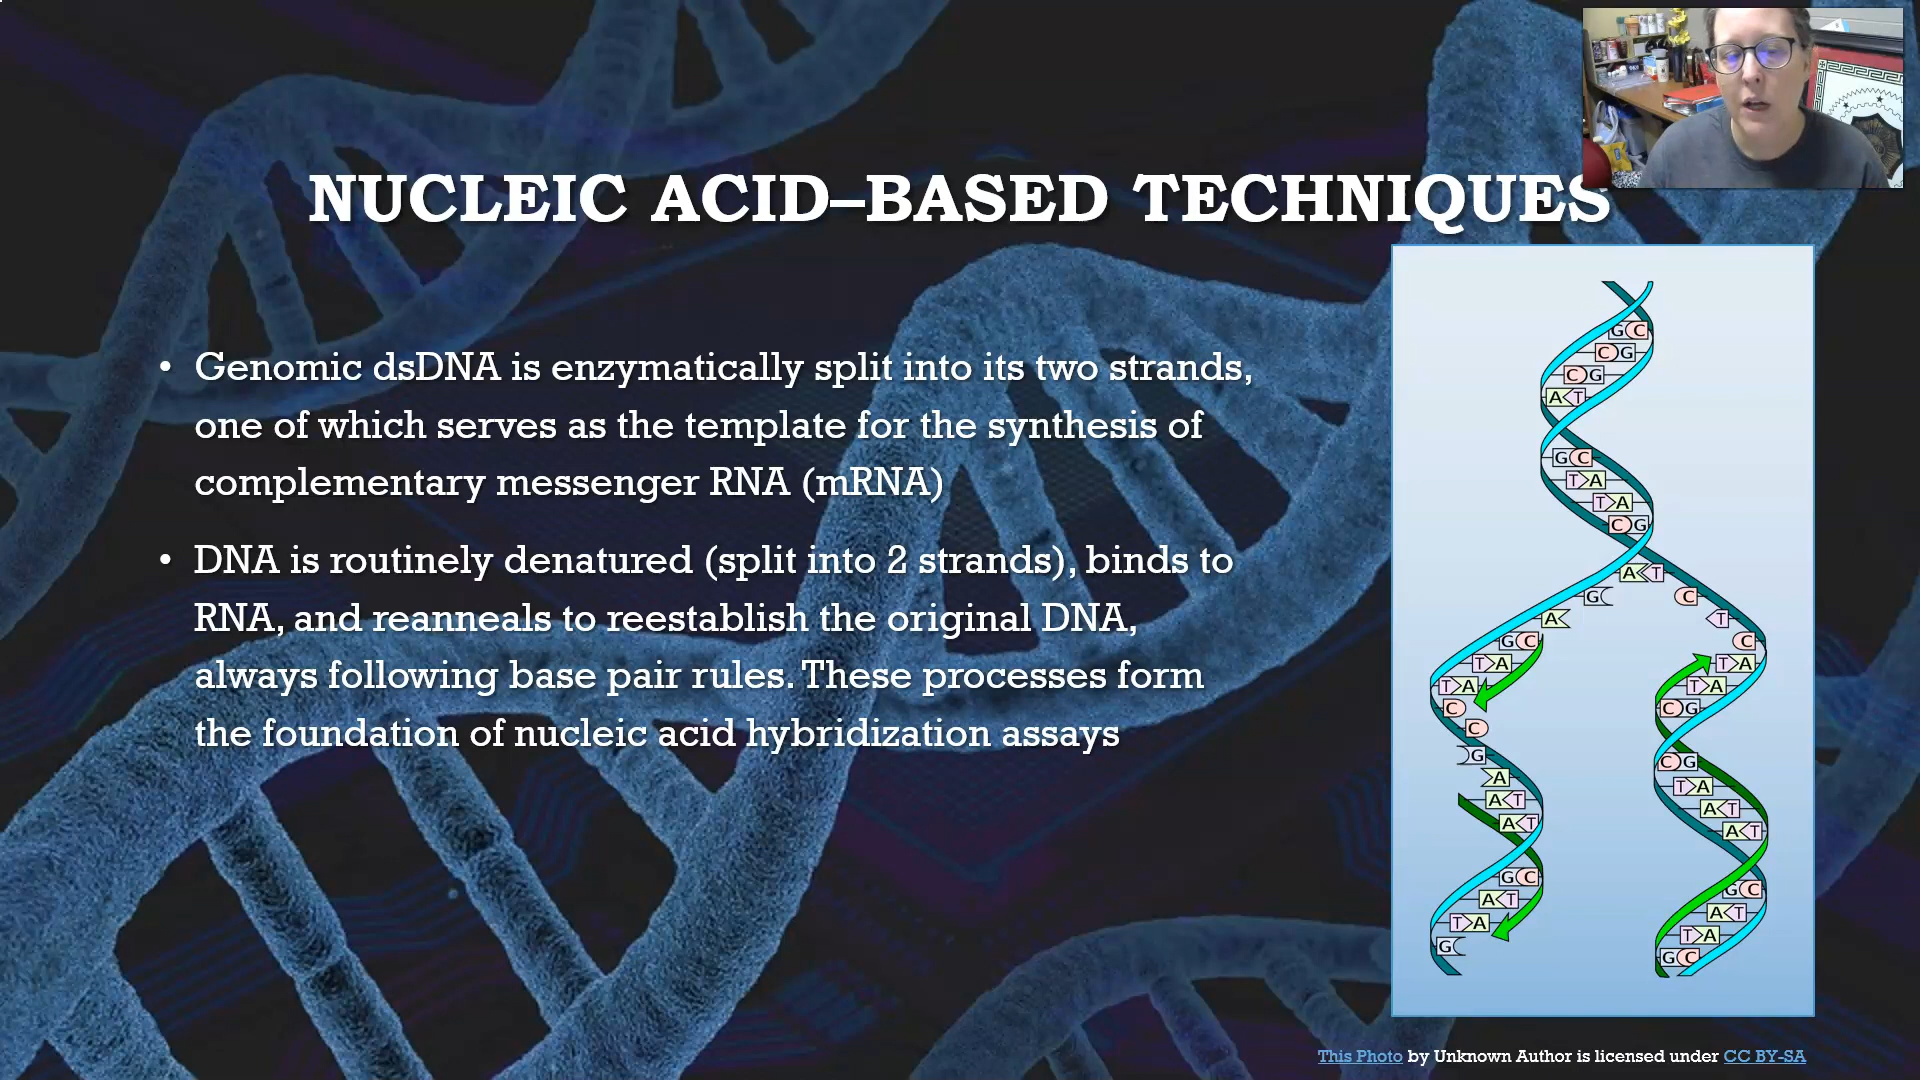 NUCLEIC ACID–BASED TECHNIQUES
• Genomic dsDNA is enzymatically split into its two strands,
one of which serves as the template for the synthesis of
complementary messenger RNA (mRNA)
• DNA is routinely denatured (split into 2 strands), binds to
RNA, and reanneals to reestablish the original DNA,
always following base pair rules. These processes form
the foundation of nucleic acid hybridization assays
G C
C G
C G
A T
G C
T A
T A
C G
A T
G C
A T
G C C
T A T A
T A T A
C C G
C
G C G
A T A
A T A T
A T A T
G C G C
A T A T
T A T A
G G C
This Photo by Unknown Author is licensed under CC BY-SA